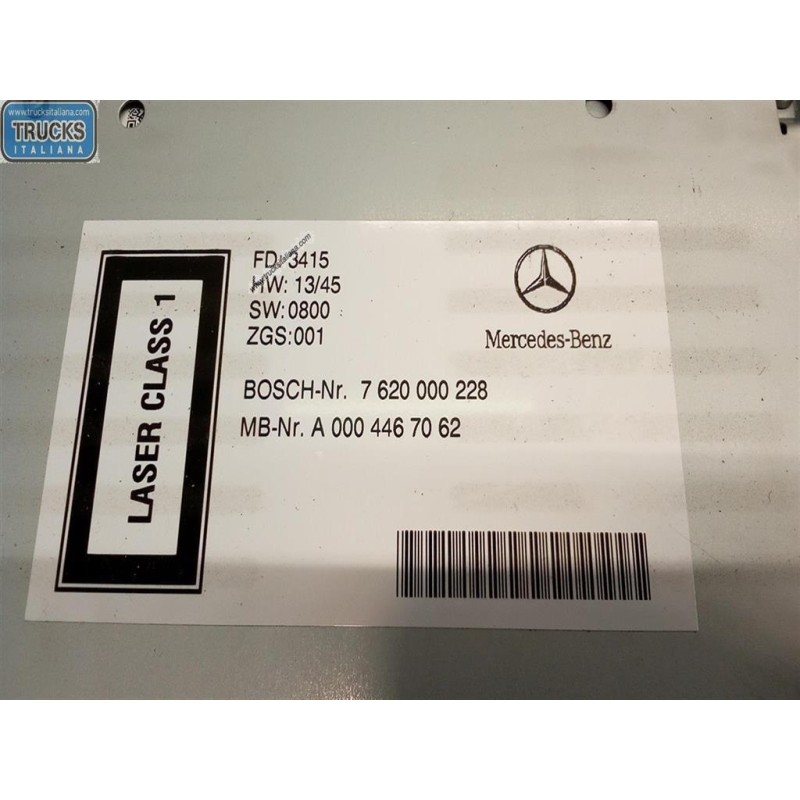 www.trucksitaliana.com
TRUCKS
ITALIANA
LASER CLASS 1
FD 3415
HW: 13/45
SW:0800
ZGS:001
Mercedes-Benz
BOSCH-Nr. 7 620 000 228
MB-Nr. A 000 446 70 62